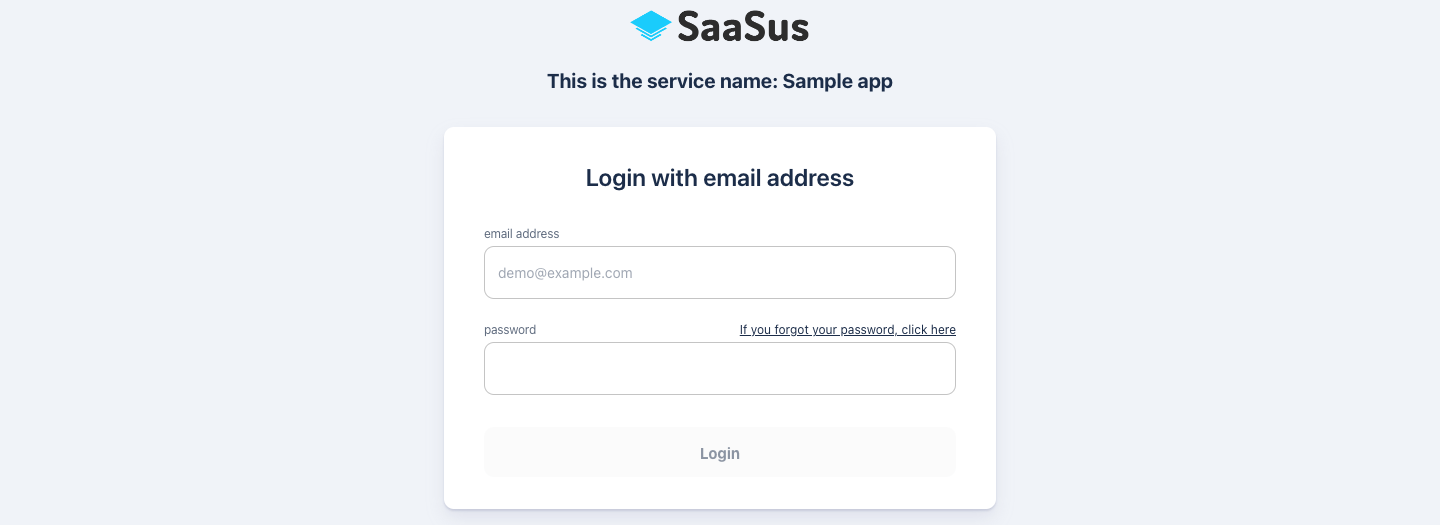 SaaSus
This is the service name: Sample app
Login with email address
email address
demo@example.com
password If you forgot your password, click here
Login